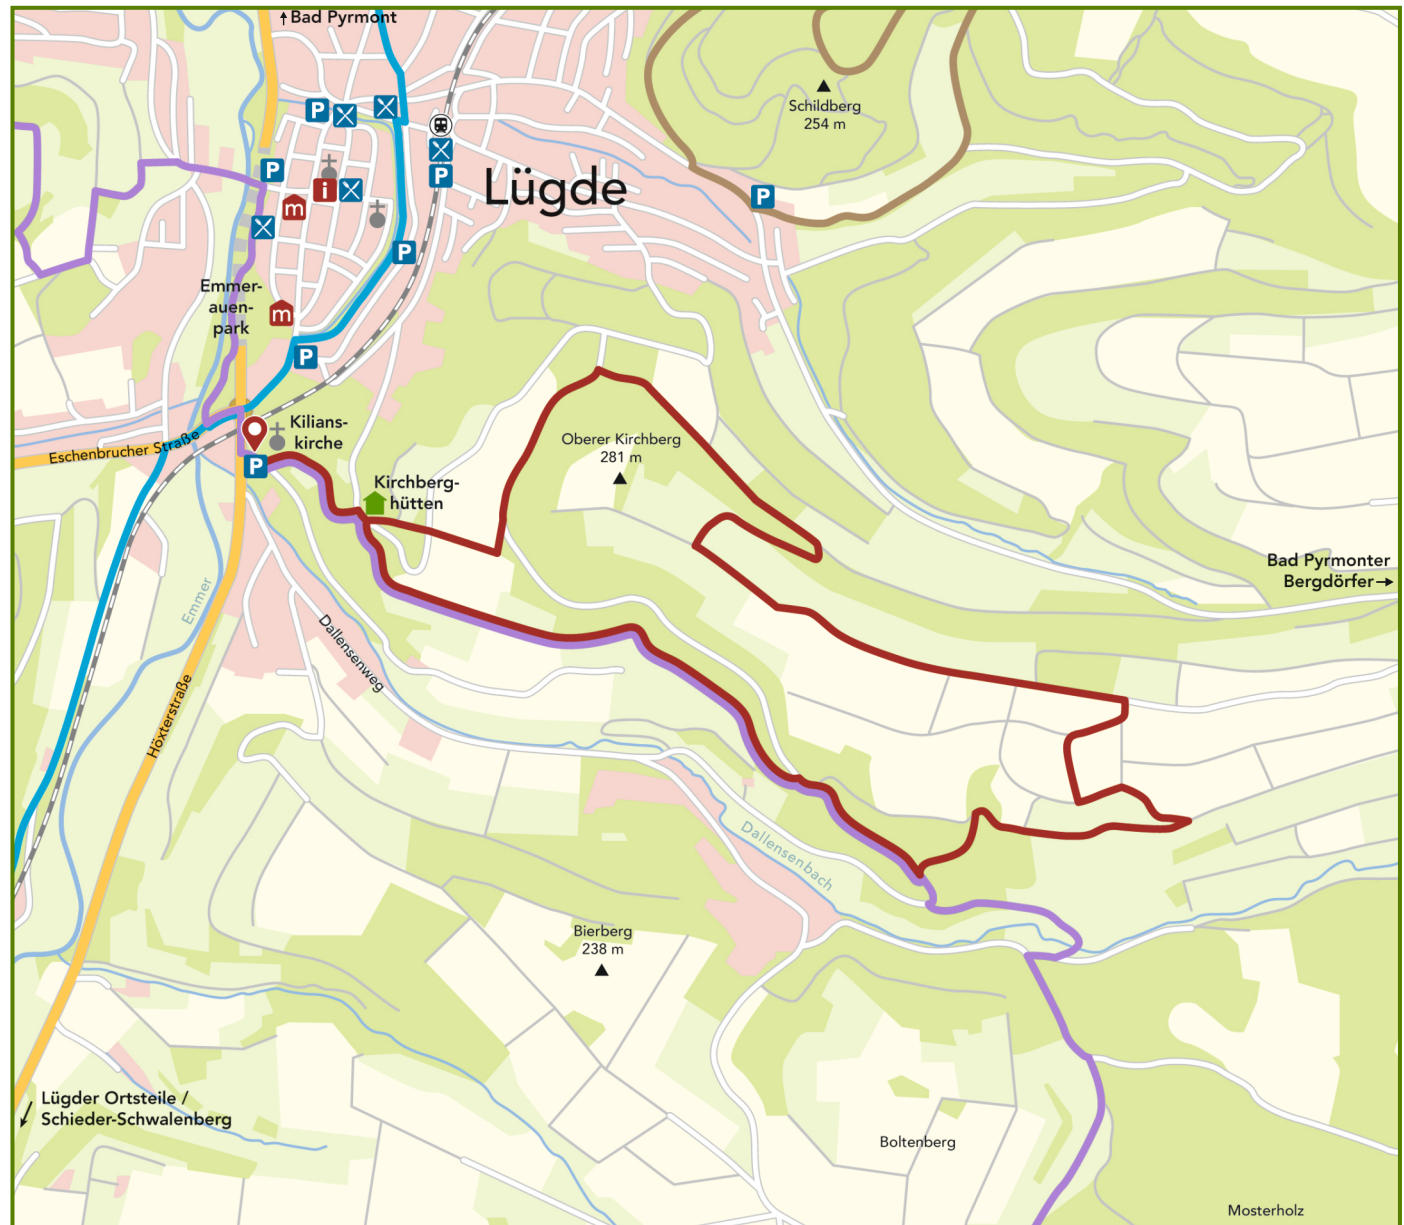 Bad Pyrmont
Schildberg
254 m
P
P
i
m
P
P
Lügde
P
P
Emmer-
auen-
park
m
P
Kilians-
kirche
Oberer Kirchberg
281 m
Eschenbrucher Straße
P
Kirchberg-
hütten
Bad Pyrmonter
Bergdörfer
Emmer
Dallensenweg
Höxterstraße
Dallensenbach
Bierberg
238 m
Lügder Ortsteile /
Schieder-Schwalenberg
Boltenberg
Mosterholz